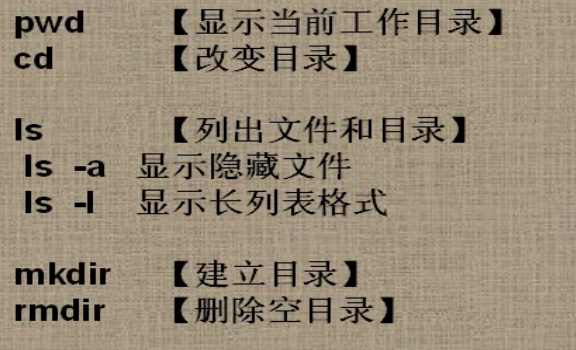 pwd 【显示当前工作目录】
cd 【改变目录】
ls 【列出文件和目录】
ls -a 显示隐藏文件
ls -l 显示长列表格式
mkdir 【建立目录】
rmdir 【删除空目录】